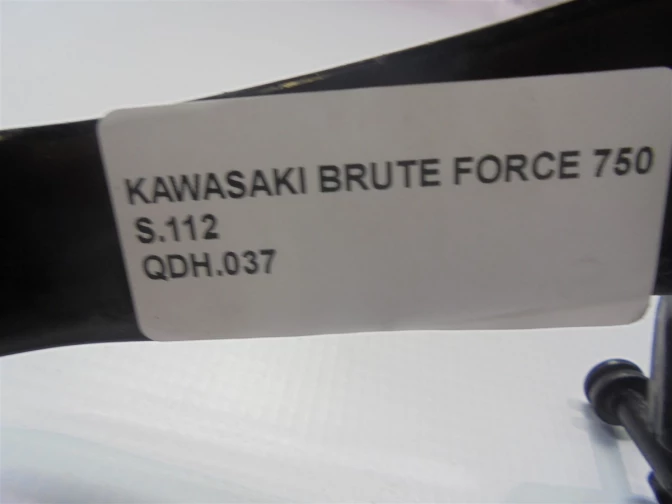 KAWASAKI BRUTE FORCE 750
S.112
QDH.037